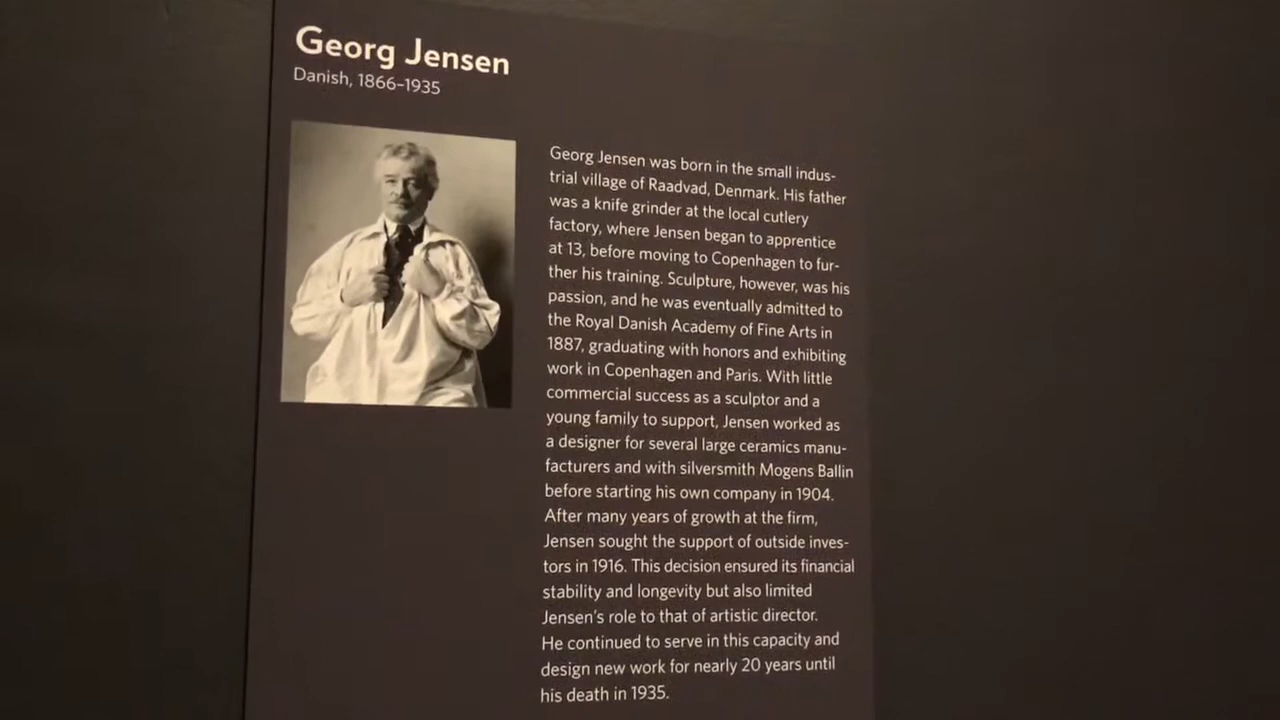 Georg Jensen
Danish, 1866–1935
Georg Jensen was born in the small indus-
trial village of Raadvad, Denmark. His father
was a knife grinder at the local cutlery
factory, where Jensen began to apprentice
at 13, before moving to Copenhagen to fur-
ther his training. Sculpture, however, was his
passion, and he was eventually admitted to
the Royal Danish Academy of Fine Arts in
1887, graduating with honors and exhibiting
work in Copenhagen and Paris. With little
commercial success as a sculptor and a
young family to support, Jensen worked as
a designer for several large ceramics manu-
facturers and with silversmith Mogens Ballin
before starting his own company in 1904.
After many years of growth at the firm,
Jensen sought the support of outside inves-
tors in 1916. This decision ensured its financial
stability and longevity but also limited
Jensen's role to that of artistic director.
He continued to serve in this capacity and
design new work for nearly 20 years until
his death in 1935.